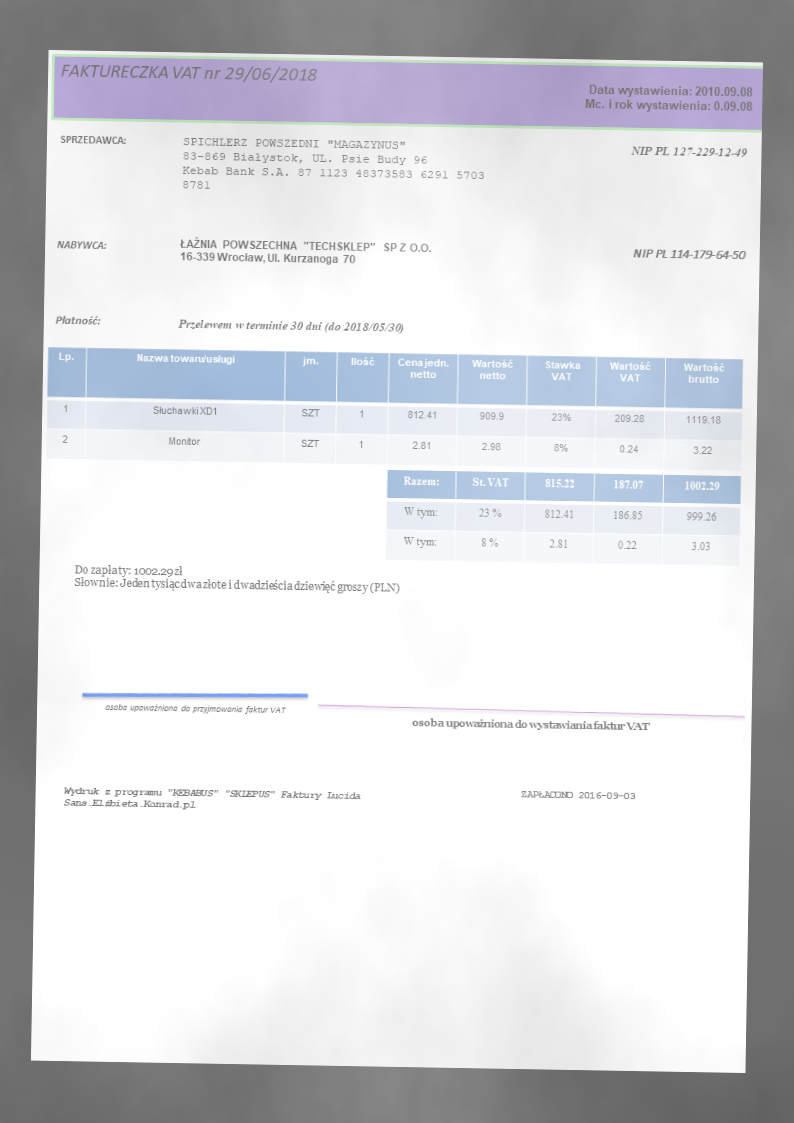 FAKTURECZKA VAT nr 29/06/2018
Data wystawienia: 2010.09.08
Mc. i rok wystawienia: 0.09.08
SPRZEDAWCA: SPICHLERZ POWSZEDNI "MAGAZYNUS" NIP PL 127-229-12-49
83-869 Białystok, UL. Psie Budy 96
Kebab Bank S.A. 87 1123 48373583 6291 5703
8781
NABYWCA: ŁAŹNIA POWSZECHNA "TECHSKLEP" SP Z O.O. NIP PL 114-179-64-50
16-339 Wrocław, Ul. Kurzanoga 70
Płatność: Przelewem w terminie 30 dni (do 2018/05/30)
Lp. Nazwa towaru/usługi jm. Ilość Cena jedn. netto Wartość netto Stawka VAT Wartość VAT Wartość brutto
1 Słuchawki XD1 SZT 1 812.41 909.9 23% 209.28 1119.18
2 Monitor SZT 1 2.81 2.98 8% 0.24 3.22
Razem: St. VAT 815.22 187.07 1002.29
W tym: 23 % 812.41 186.85 999.26
W tym: 8 % 2.81 0.22 3.03
Do zapłaty: 1002.29 zł
Słownie: Jeden tysiąc dwa złote i dwadzieścia dziewięć groszy (PLN)
osoba upoważniona do przyjmowania faktur VAT
osoba upoważniona do wystawiania faktur VAT
Wydruk z programu "KEBABUS" "SKLEPUS" Faktury Lucida
Sans.Elżbieta.Konrad.pl
ZAPŁACONO 2016-09-03